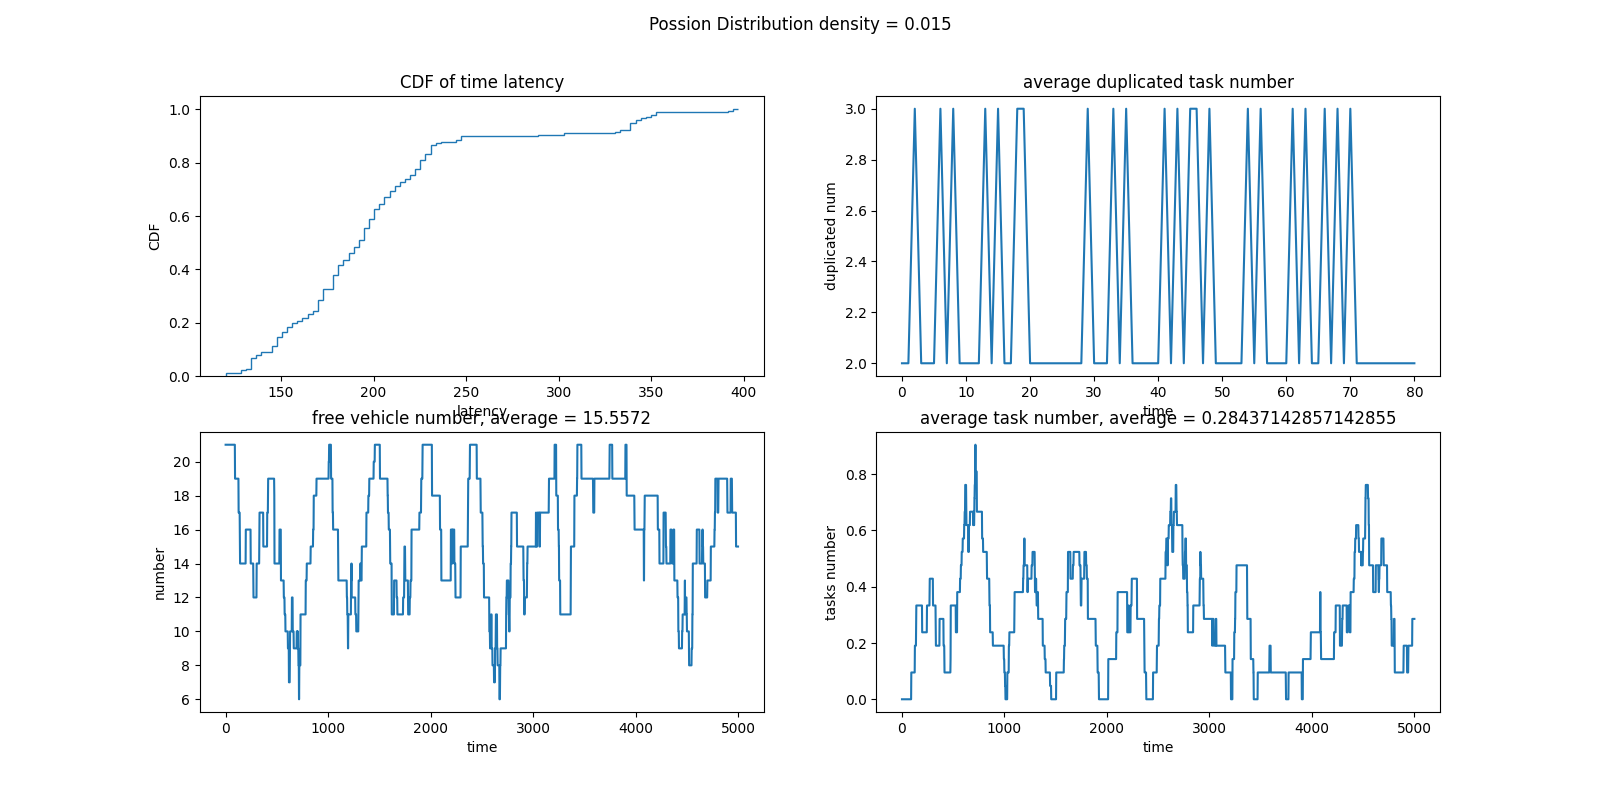 Possion Distribution density = 0.015
CDF of time latency
1.0
0.8
0.6
0.4
0.2
0.0
CDF
150 200 250 300 350 400
latency
average duplicated task number
3.0
2.8
2.6
2.4
2.2
2.0
duplicated num
0 10 20 30 40 50 60 70 80
time
free vehicle number, average = 15.5572
20
18
16
14
12
10
8
6
number
0 1000 2000 3000 4000 5000
time
average task number, average = 0.28437142857142855
0.8
0.6
0.4
0.2
0.0
tasks number
0 1000 2000 3000 4000 5000
time